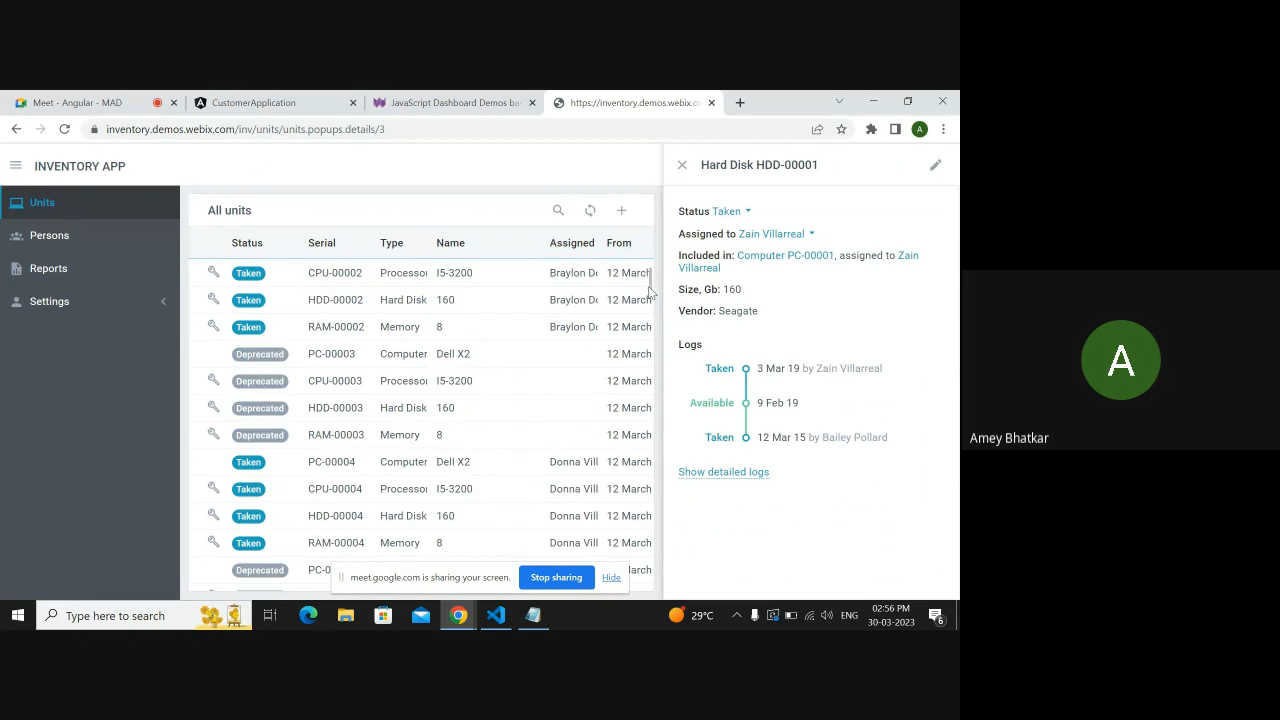 Meet - Angular - MAD
CustomerApplication
JavaScript Dashboard Demos ba
https://inventory.demos.webix.co
inventory.demos.webix.com/inv/units/units.popups.details/3
A
INVENTORY APP
Units
Persons
Reports
Settings
All units
Status Serial Type Name Assigned From
Taken CPU-00002 Processor I5-3200 Braylon Do 12 March
Taken HDD-00002 Hard Disk 160 Braylon Do 12 March
Taken RAM-00002 Memory 8 Braylon Do 12 March
Deprecated PC-00003 Computer Dell X2 12 March
Deprecated CPU-00003 Processor I5-3200 12 March
Deprecated HDD-00003 Hard Disk 160 12 March
Deprecated RAM-00003 Memory 8 12 March
Taken PC-00004 Computer Dell X2 Donna Vill 12 March
Taken CPU-00004 Processor I5-3200 Donna Vill 12 March
Taken HDD-00004 Hard Disk 160 Donna Vill 12 March
Taken RAM-00004 Memory 8 Donna Vill 12 March
Deprecated PC-0
Hard Disk HDD-00001
Status Taken
Assigned to Zain Villarreal
Included in: Computer PC-00001, assigned to Zain
Villarreal
Size, Gb: 160
Vendor: Seagate
Logs
Taken 3 Mar 19 by Zain Villarreal
Available 9 Feb 19
Taken 12 Mar 15 by Bailey Pollard
Show detailed logs
meet.google.com is sharing your screen. Stop sharing Hide
Type here to search
29°C
ENG
02:56 PM
30-03-2023
6
A
Amey Bhatkar